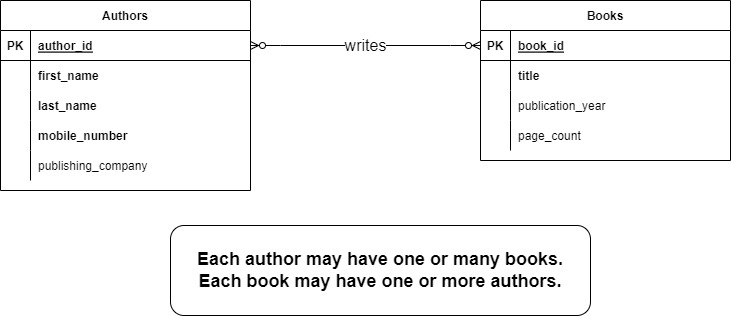 Authors
PK author_id
first_name
last_name
mobile_number
publishing_company
writes
Books
PK book_id
title
publication_year
page_count
Each author may have one or many books.
Each book may have one or more authors.